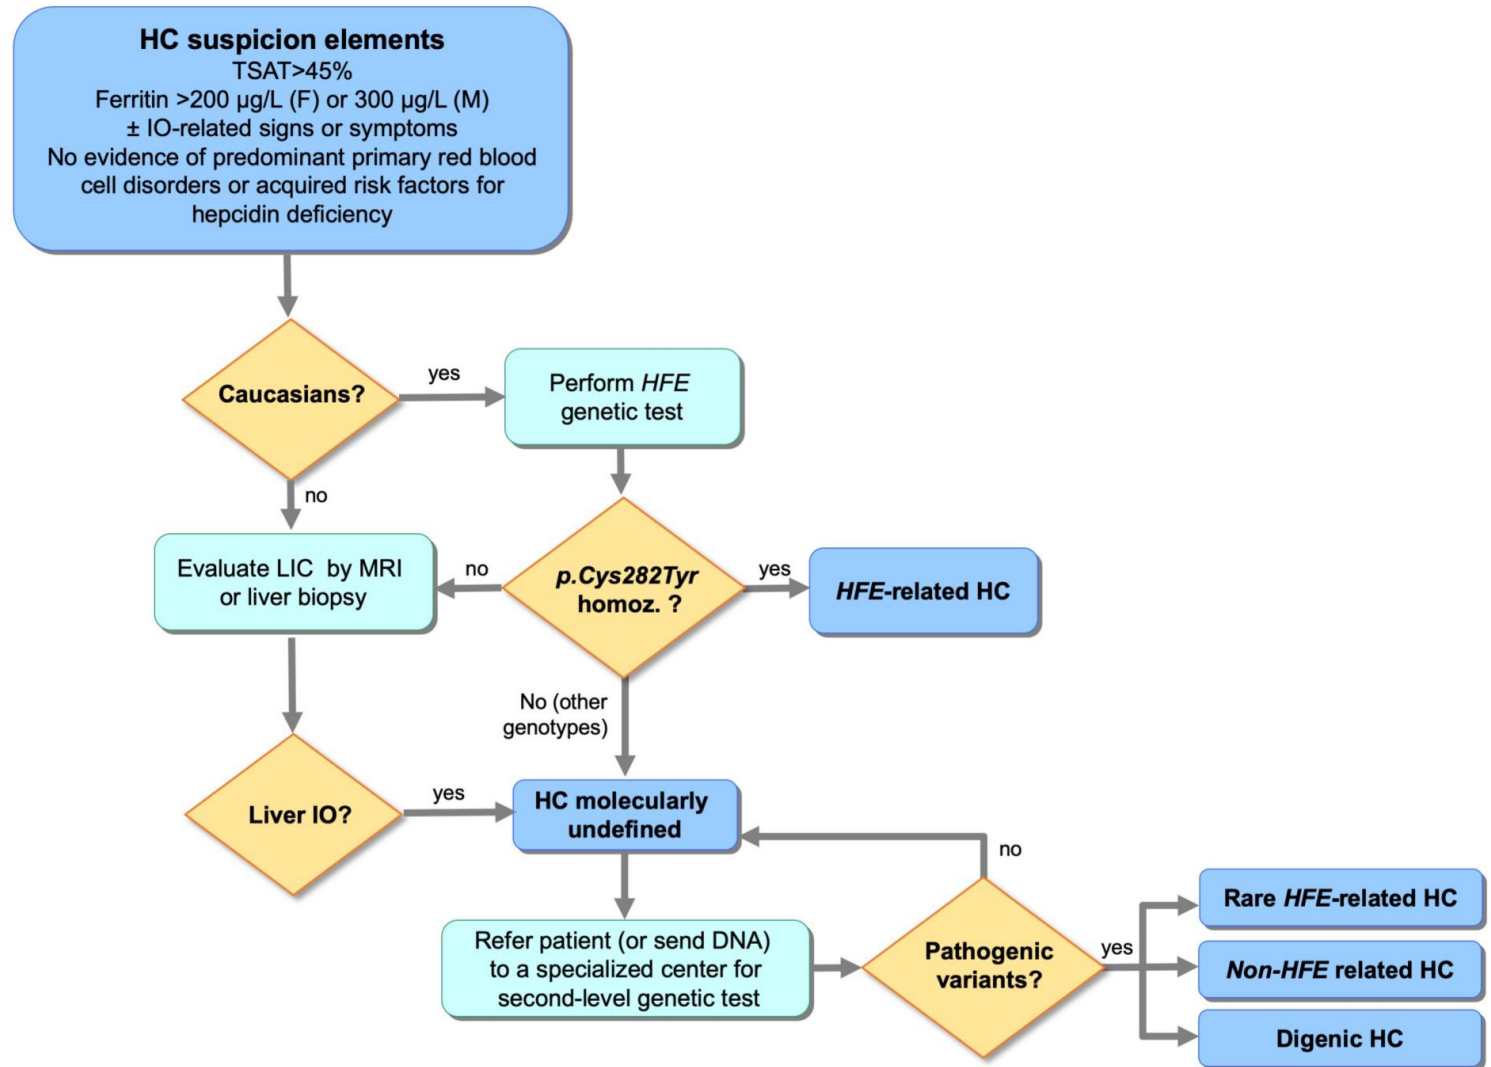 HC suspicion elements
TSAT>45%
Ferritin >200 µg/L (F) or 300 µg/L (M)
± IO-related signs or symptoms
No evidence of predominant primary red blood
cell disorders or acquired risk factors for
hepcidin deficiency
Caucasians?
yes
Perform HFE
genetic test
no
Evaluate LIC by MRI
or liver biopsy
no
p.Cys282Tyr
homoz. ?
yes
HFE-related HC
No (other
genotypes)
Liver IO?
yes
HC molecularly
undefined
no
Refer patient (or send DNA)
to a specialized center for
second-level genetic test
Pathogenic
variants?
yes
Rare HFE-related HC
Non-HFE related HC
Digenic HC